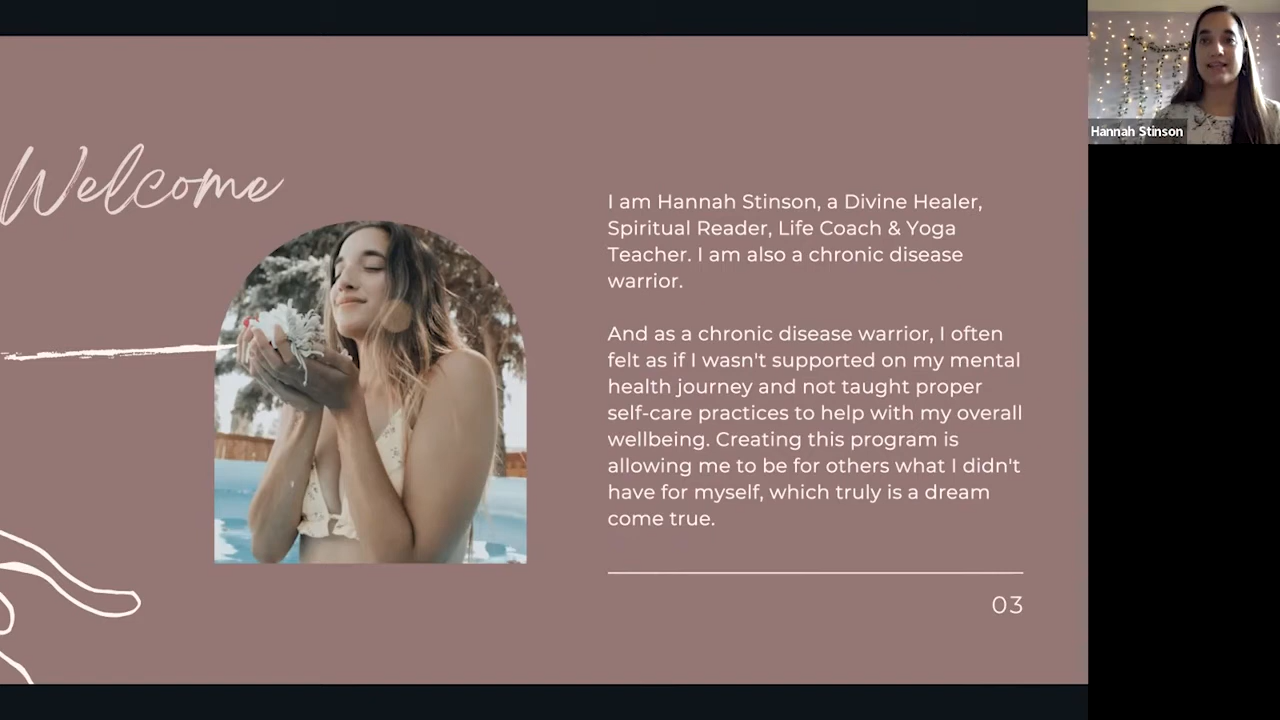 Welcome
I am Hannah Stinson, a Divine Healer,
Spiritual Reader, Life Coach & Yoga
Teacher. I am also a chronic disease
warrior.
And as a chronic disease warrior, I often
felt as if I wasn't supported on my mental
health journey and not taught proper
self-care practices to help with my overall
wellbeing. Creating this program is
allowing me to be for others what I didn't
have for myself, which truly is a dream
come true.
03
Hannah Stinson